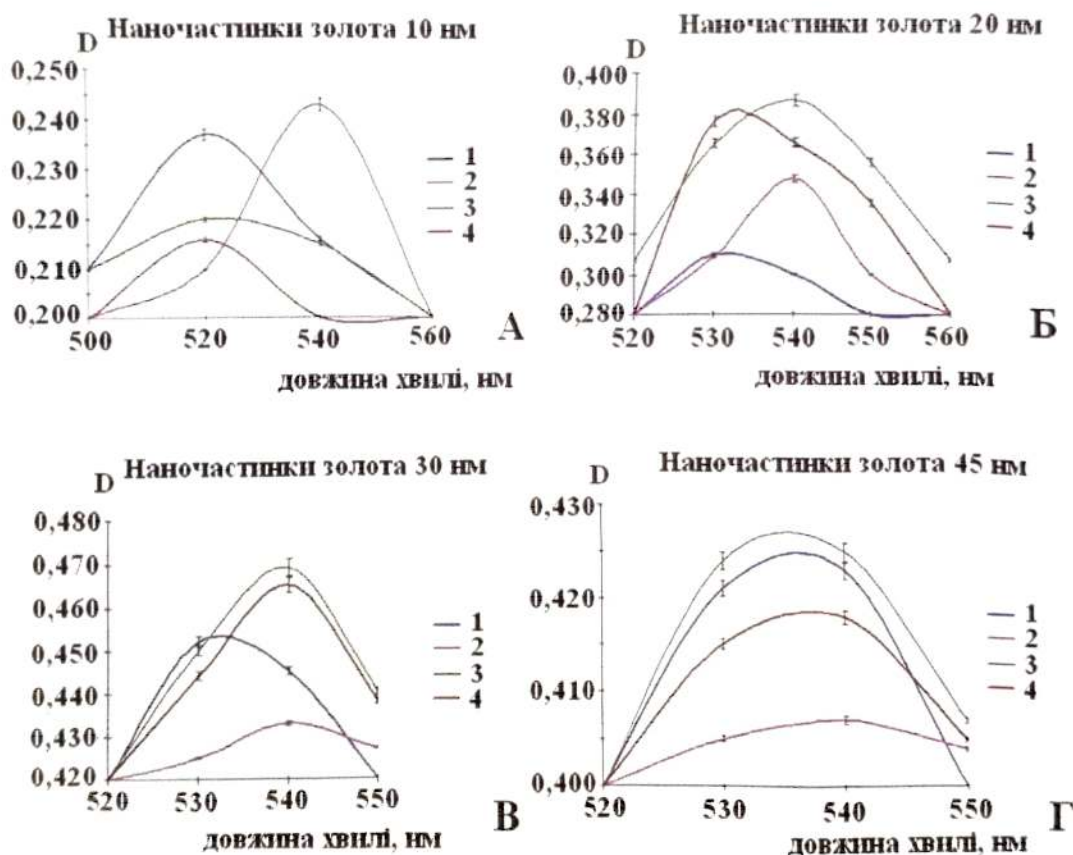 Наночастинки золота 10 нм
D
0,250
0,240
0,230
0,220
0,210
0,200
500 520 540 560
1
2
3
4
А
довжина хвилі, нм
Наночастинки золота 20 нм
D
0,400
0,380
0,360
0,340
0,320
0,300
0,280
520 530 540 550 560
1
2
3
4
Б
довжина хвилі, нм
Наночастинки золота 30 нм
D
0,480
0,470
0,460
0,450
0,440
0,430
0,420
520 530 540 550
1
2
3
4
В
довжина хвилі, нм
Наночастинки золота 45 нм
D
0,430
0,420
0,410
0,400
520 530 540 550
1
2
3
4
Г
довжина хвилі, нм